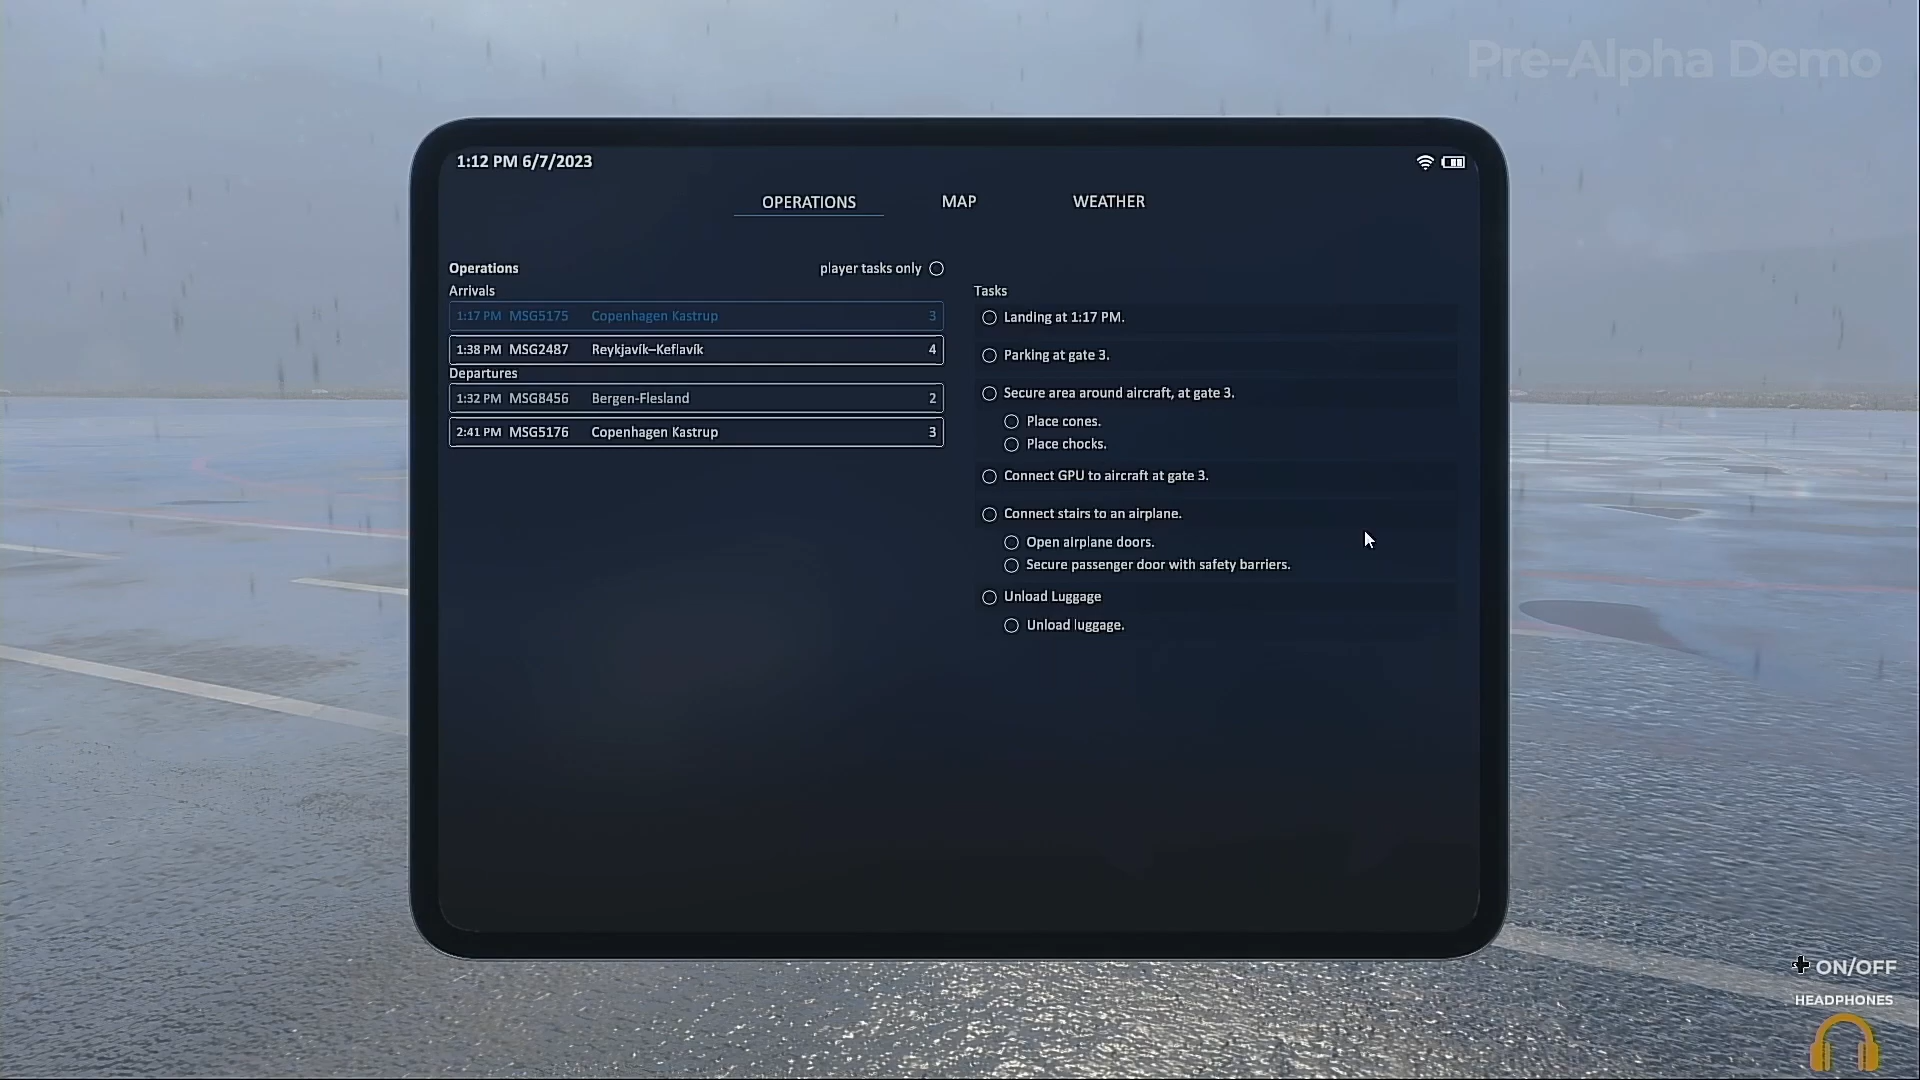 Pre-Alpha Demo
1:12 PM 6/7/2023
OPERATIONS MAP WEATHER
Operations player tasks only
Arrivals
1:17 PM MSG5175 Copenhagen Kastrup 3
1:38 PM MSG2487 Reykjavík–Keflavík 4
Departures
1:32 PM MSG8456 Bergen-Flesland 2
2:41 PM MSG5176 Copenhagen Kastrup 3
Tasks
Landing at 1:17 PM.
Parking at gate 3.
Secure area around aircraft, at gate 3.
Place cones.
Place chocks.
Connect GPU to aircraft at gate 3.
Connect stairs to an airplane.
Open airplane doors.
Secure passenger door with safety barriers.
Unload Luggage
Unload luggage.
ON/OFF
HEADPHONES